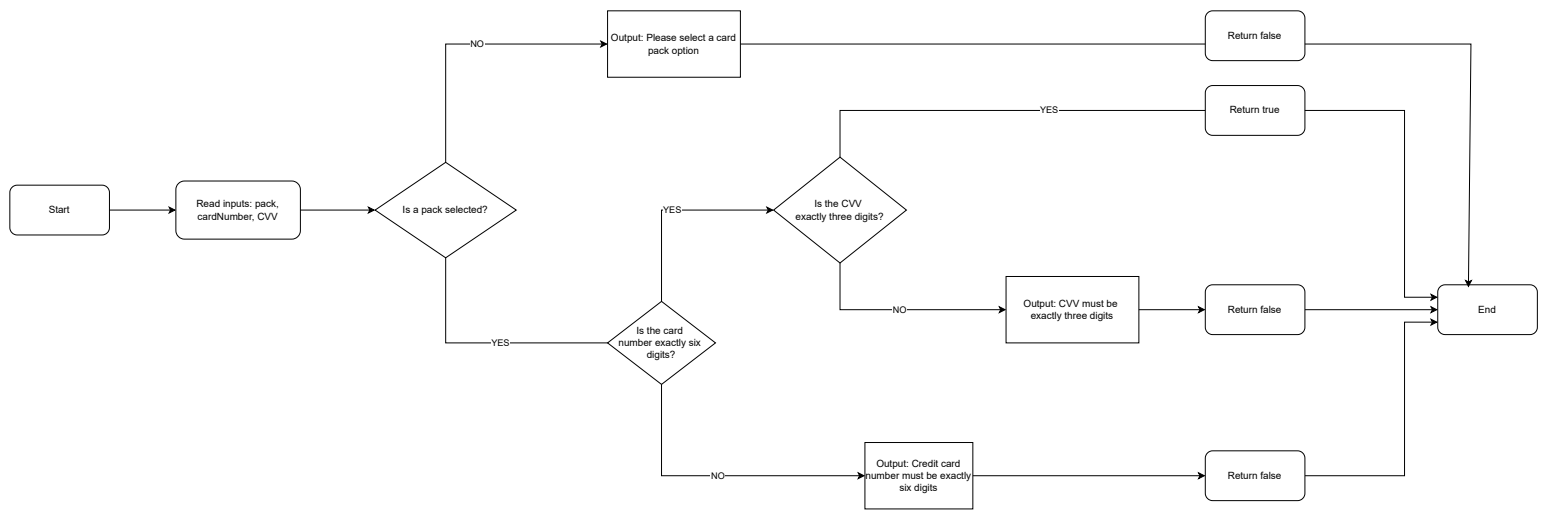 Start
Read inputs: pack,
cardNumber, CVV
Is a pack selected?
NO
Output: Please select a card
pack option
Return false
YES
Is the card
number exactly six
digits?
YES
Is the CVV
exactly three digits?
YES
Return true
NO
Output: CVV must be
exactly three digits
Return false
End
NO
Output: Credit card
number must be exactly
six digits
Return false